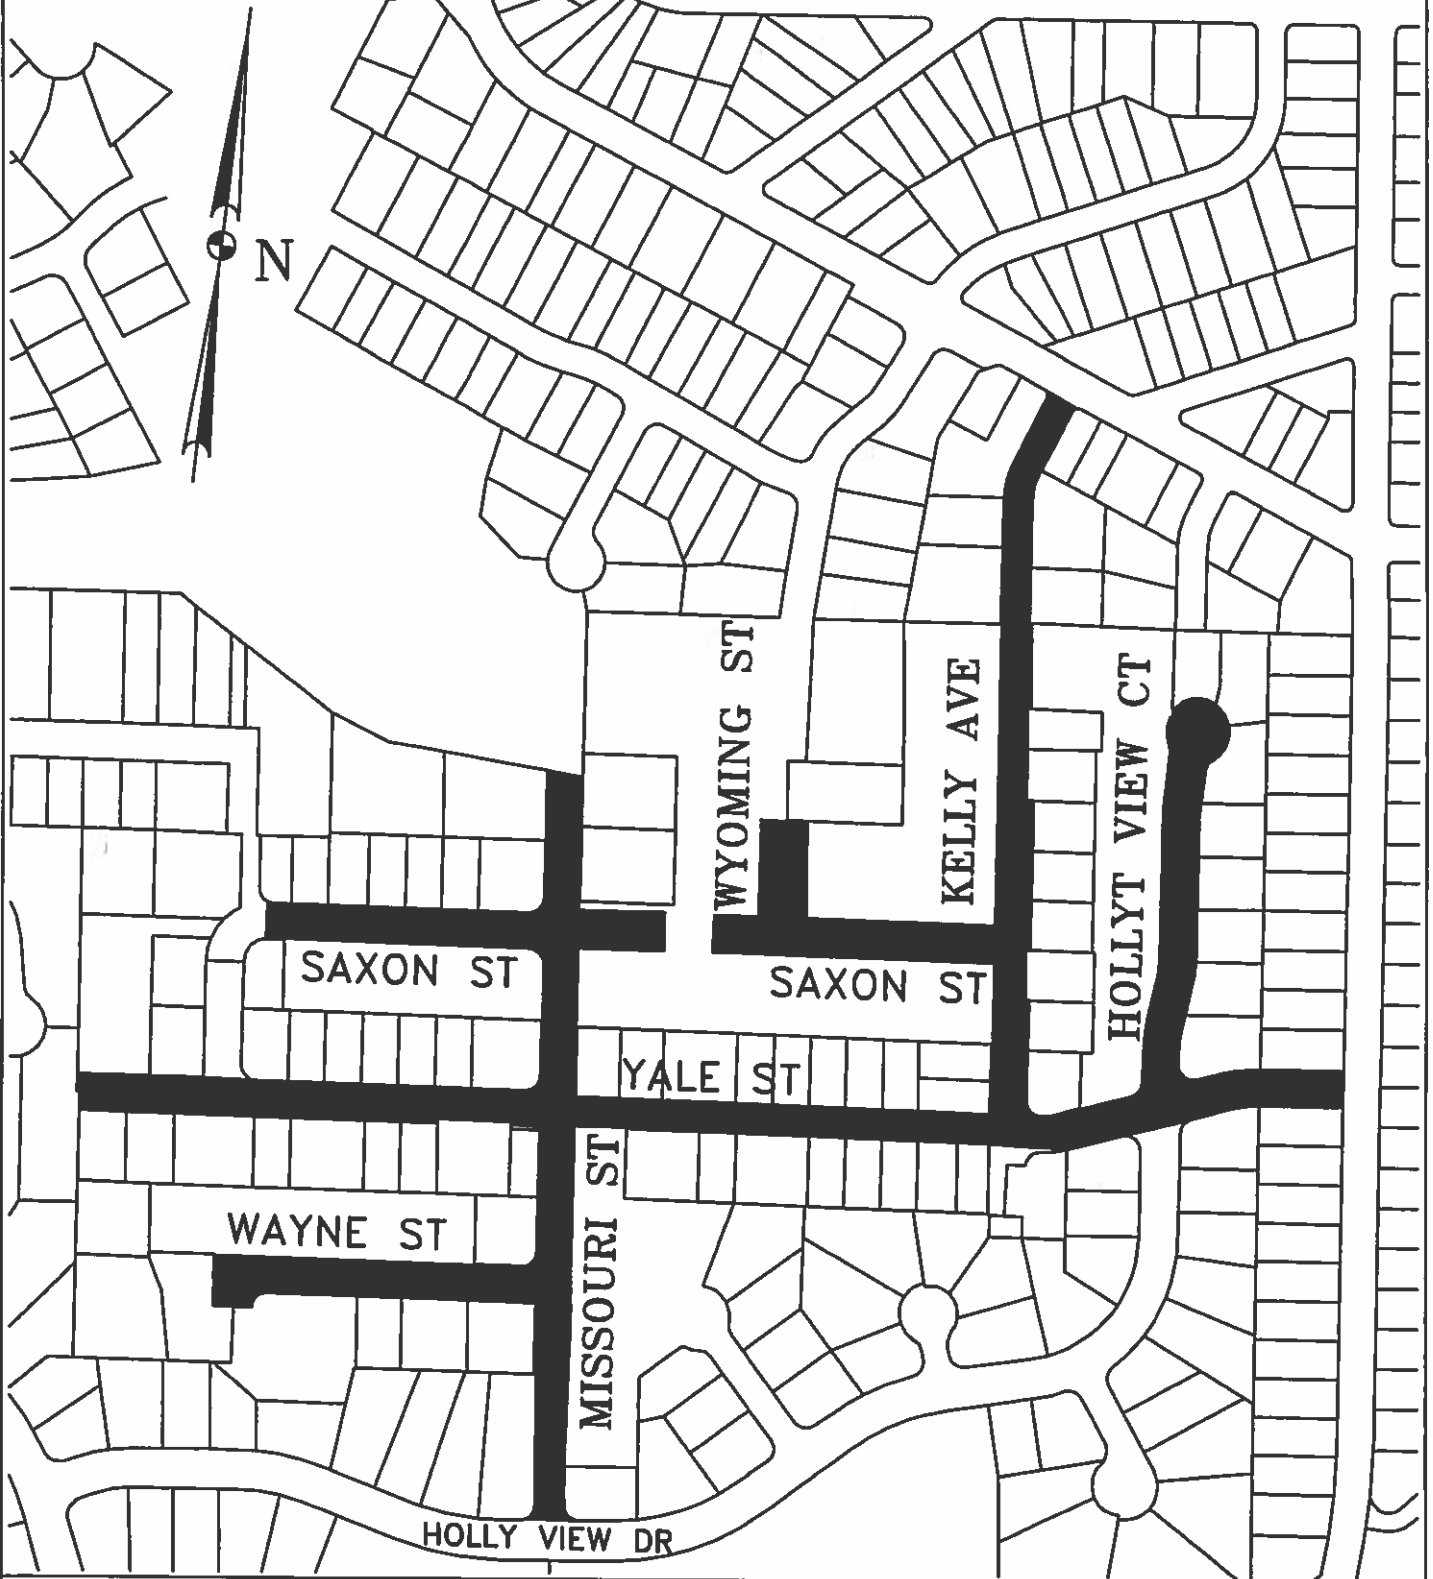 N
WYOMING ST
KELLY AVE
HOLLYT VIEW CT
SAXON ST
SAXON ST
YALE ST
MISSOURI ST
WAYNE ST
HOLLY VIEW DR